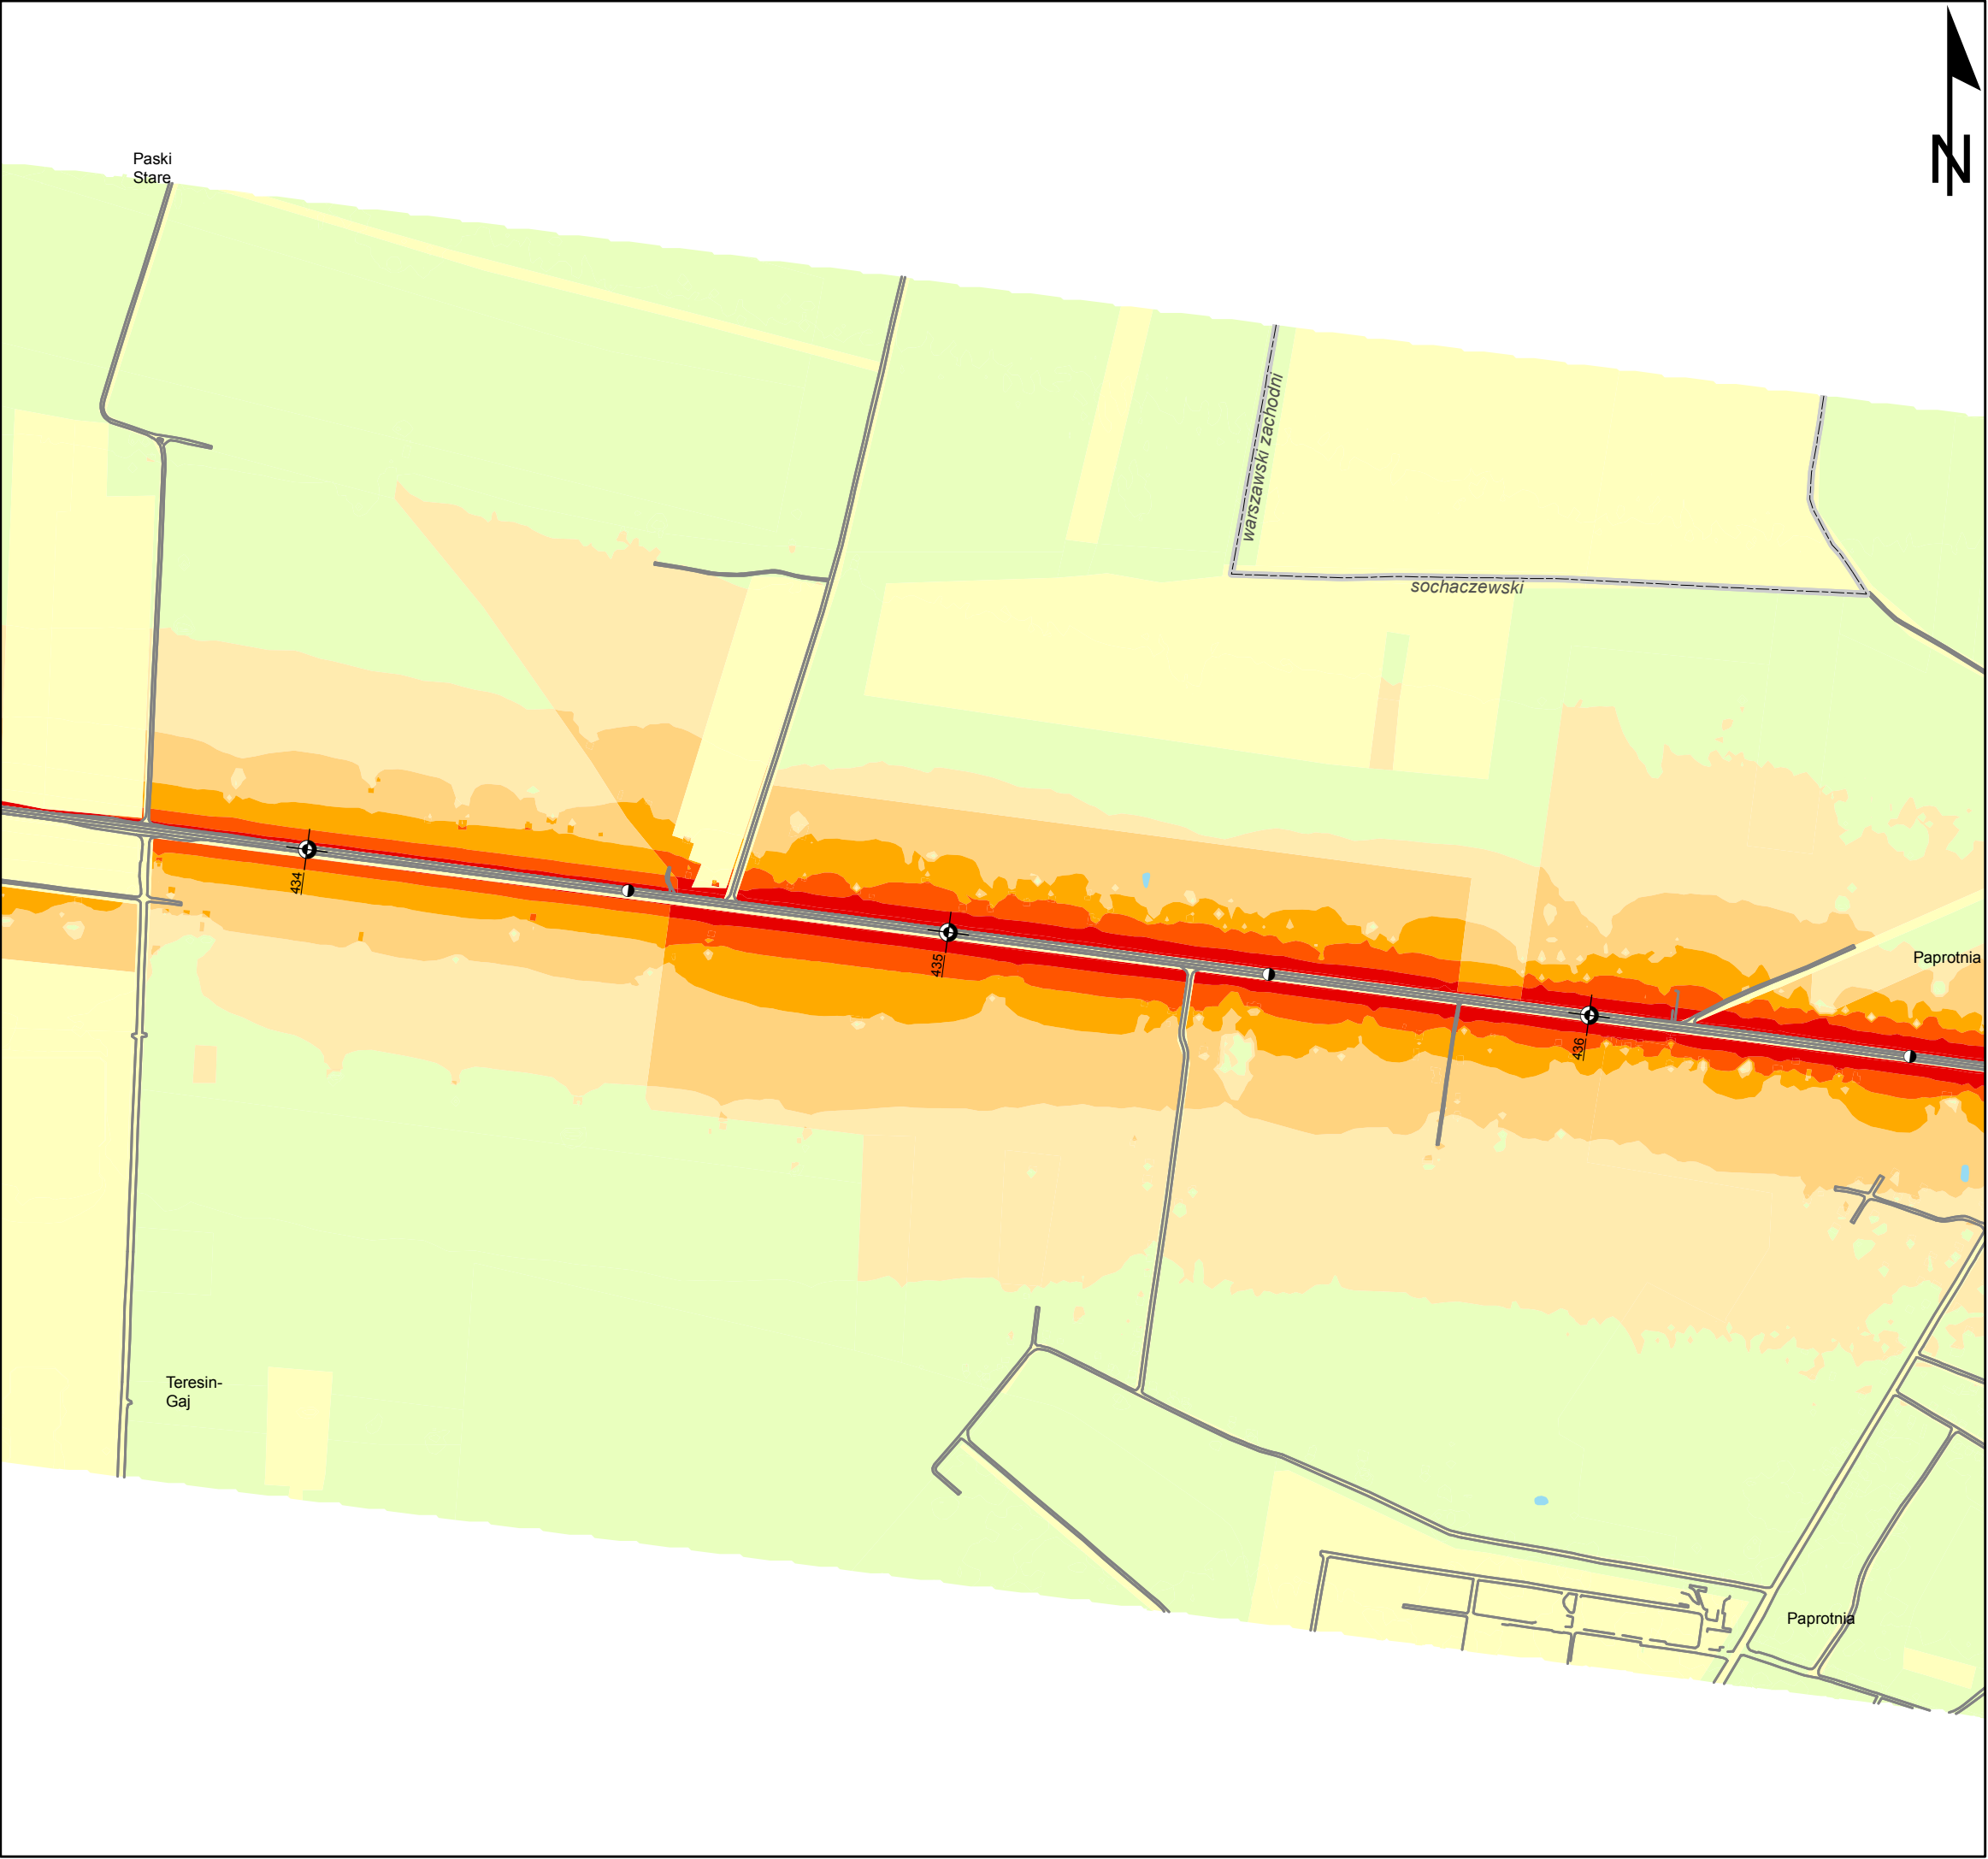 N
Paski
Stare
warszawski zachodni
sochaczewski
434
435
436
Paprotnia
Teresin-
Gaj
Paprotnia